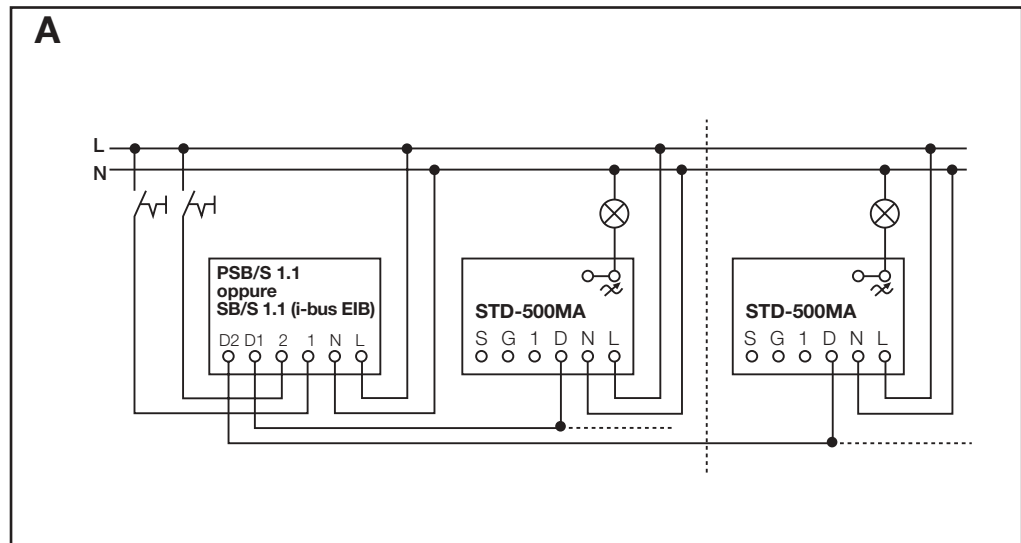 A
L
N
PSB/S 1.1
oppure
SB/S 1.1 (i-bus EIB)
D2 D1 2 1 N L
STD-500MA
S G 1 D N L
STD-500MA
S G 1 D N L